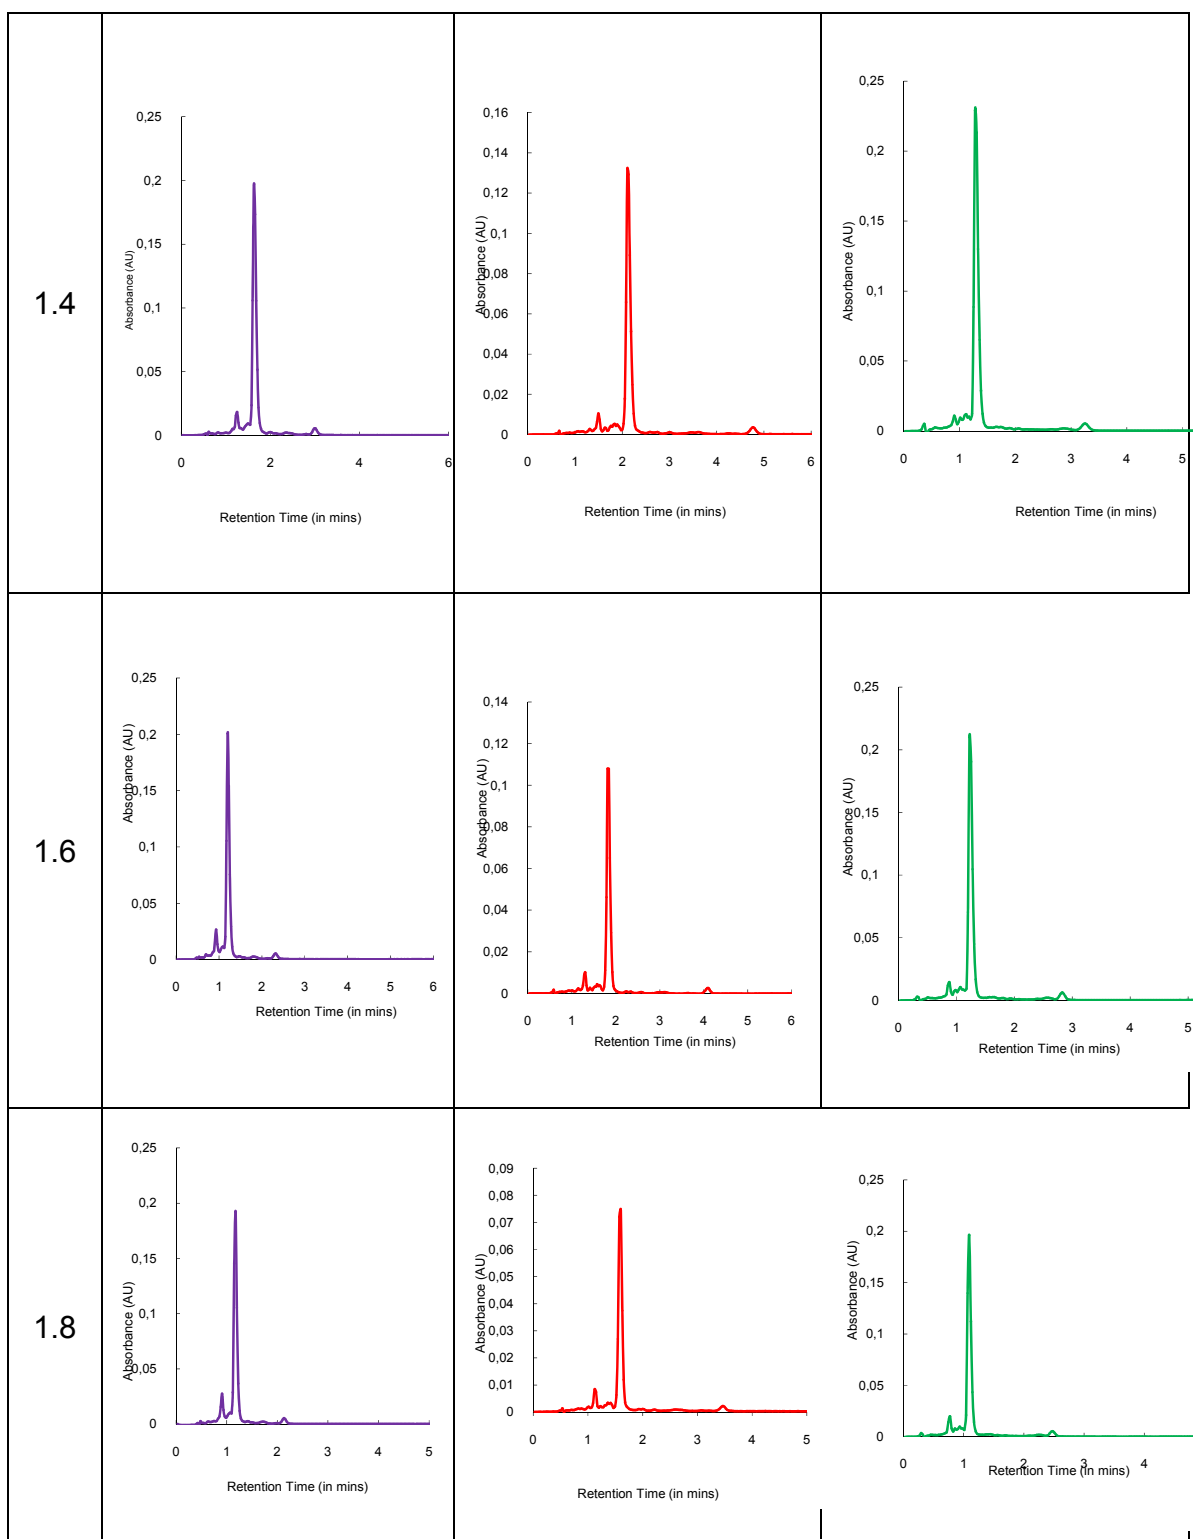 1.4
0,25
0,2
0,15
0,1
0,05
0
Absorbance (AU)
0 2 4 6
Retention Time (in mins)
0,16
0,14
0,12
0,1
0,08
0,06
0,04
0,02
0
Absorbance (AU)
0 1 2 3 4 5 6
Retention Time (in mins)
0,25
0,2
0,15
0,1
0,05
0
Absorbance (AU)
0 1 2 3 4 5
Retention Time (in mins)
1.6
0,25
0,2
0,15
0,1
0,05
0
Absorbance (AU)
0 1 2 3 4 5 6
Retention Time (in mins)
0,14
0,12
0,1
0,08
0,06
0,04
0,02
0
Absorbance (AU)
0 1 2 3 4 5 6
Retention Time (in mins)
0,25
0,2
0,15
0,1
0,05
0
Absorbance (AU)
0 1 2 3 4 5
Retention Time (in mins)
1.8
0,25
0,2
0,15
0,1
0,05
0
Absorbance (AU)
0 1 2 3 4 5
Retention Time (in mins)
0,09
0,08
0,07
0,06
0,05
0,04
0,03
0,02
0,01
0
Absorbance (AU)
0 1 2 3 4 5
Retention Time (in mins)
0,25
0,2
0,15
0,1
0,05
0
Absorbance (AU)
0 1 2 3 4
Retention Time (in mins)